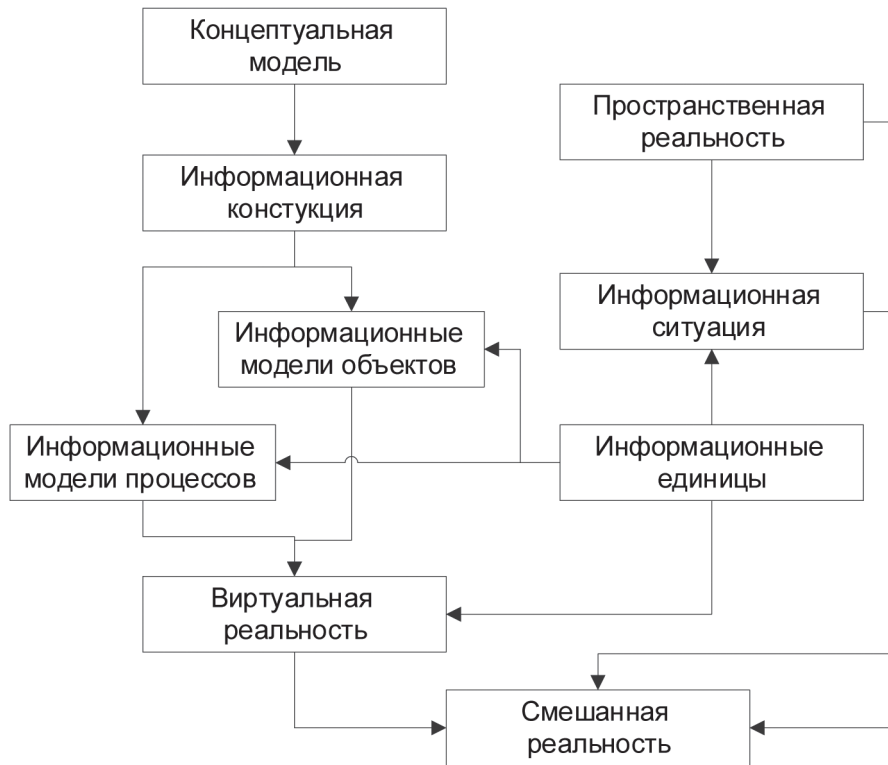 Концептуальная
модель
Пространственная
реальность
Информационная
констукция
Информационная
ситуация
Информационные
модели объектов
Информационные
модели процессов
Информационные
единицы
Виртуальная
реальность
Смешанная
реальность